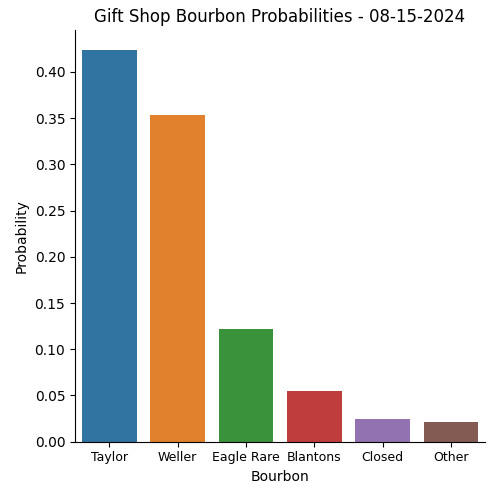 Gift Shop Bourbon Probabilities - 08-15-2024
Probability
0.40
0.35
0.30
0.25
0.20
0.15
0.10
0.05
0.00
Taylor Weller Eagle Rare Blantons Closed Other
Bourbon